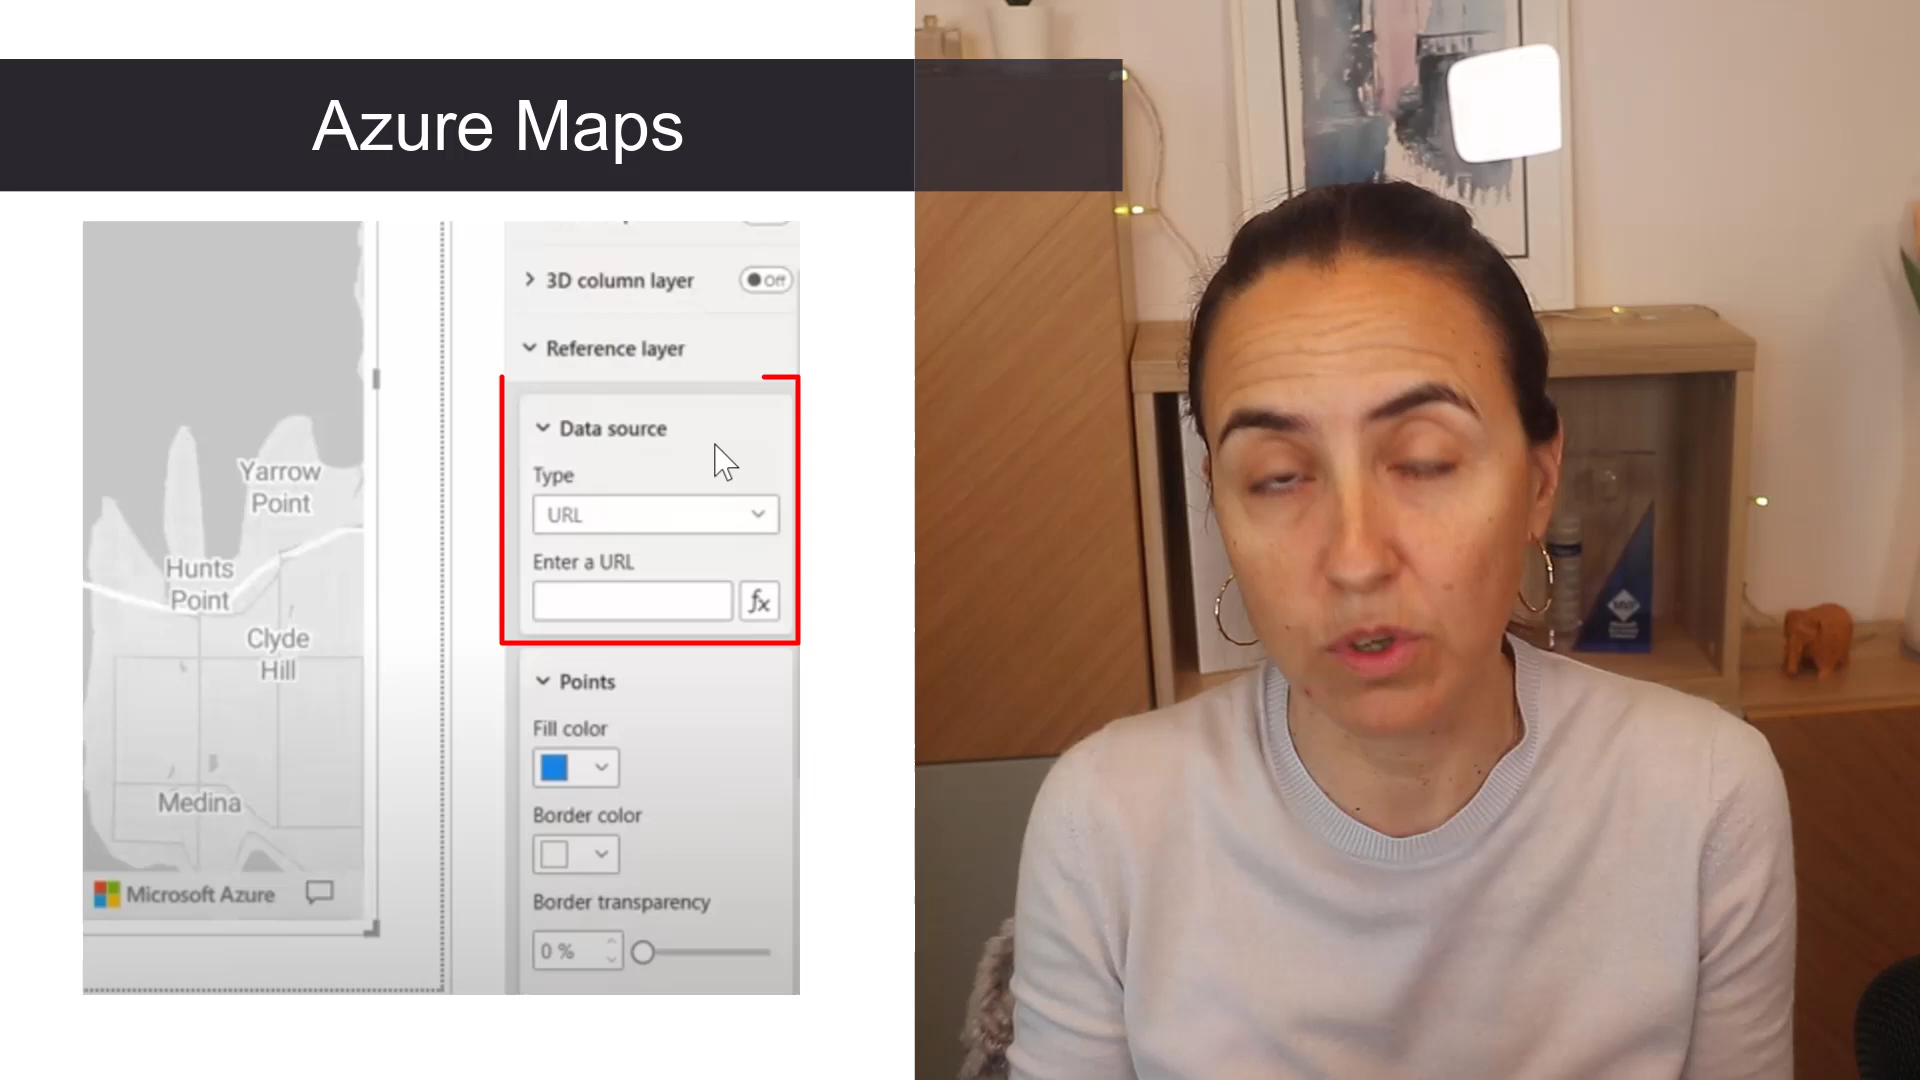 Azure Maps
3D column layer
Off
Reference layer
Data source
Type
URL
Enter a URL
fx
Points
Fill color
Border color
Border transparency
0 %
Yarrow
Point
Hunts
Point
Clyde
Hill
Medina
Microsoft Azure
MVP